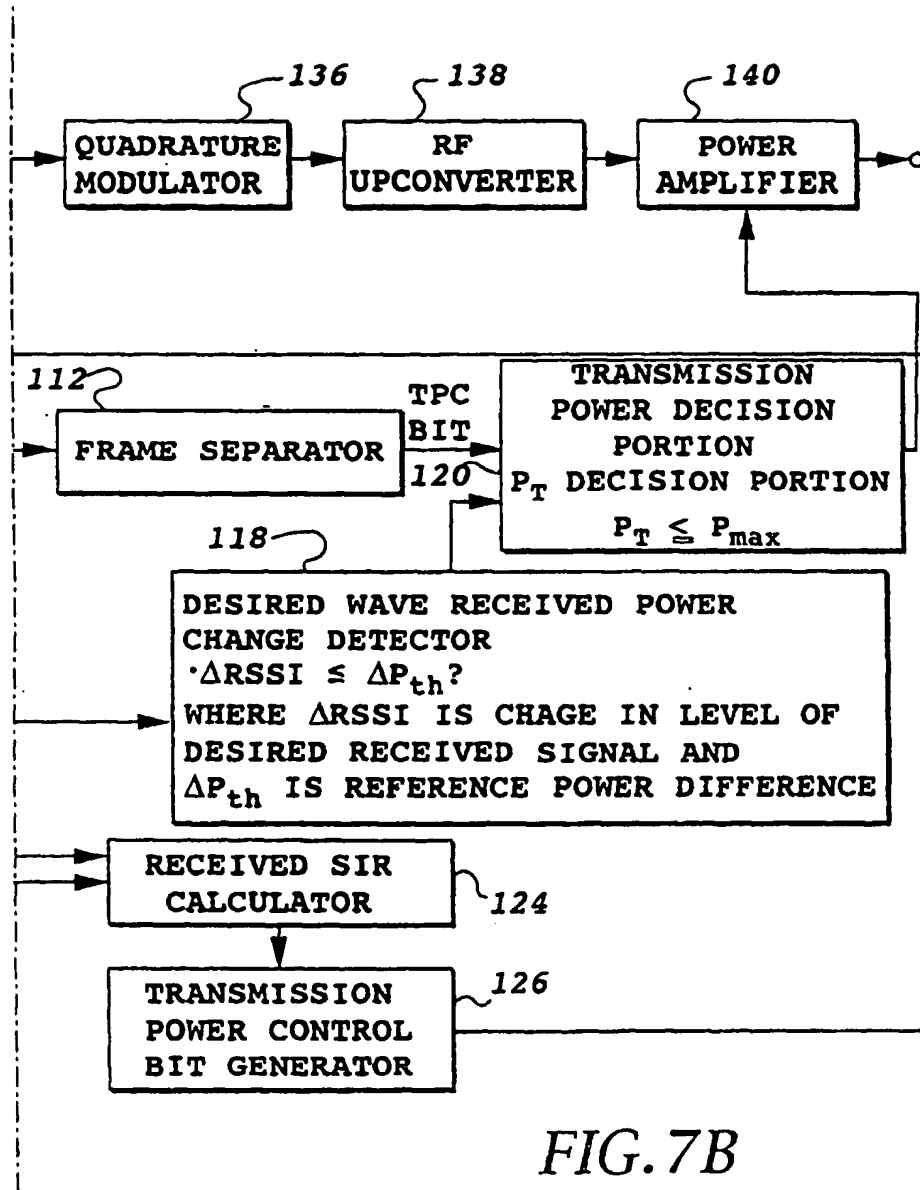 136
138
140
QUADRATURE
MODULATOR
RF
UPCONVERTER
POWER
AMPLIFIER
112
FRAME SEPARATOR
TPC
BIT
120
TRANSMISSION
POWER DECISION
PORTION
P_T DECISION PORTION
P_T ≦ P_max
118
DESIRED WAVE RECEIVED POWER
CHANGE DETECTOR
·ΔRSSI ≤ ΔP_th?
WHERE ΔRSSI IS CHAGE IN LEVEL OF
DESIRED RECEIVED SIGNAL AND
ΔP_th IS REFERENCE POWER DIFFERENCE
RECEIVED SIR
CALCULATOR
124
TRANSMISSION
POWER CONTROL
BIT GENERATOR
126
FIG.7B